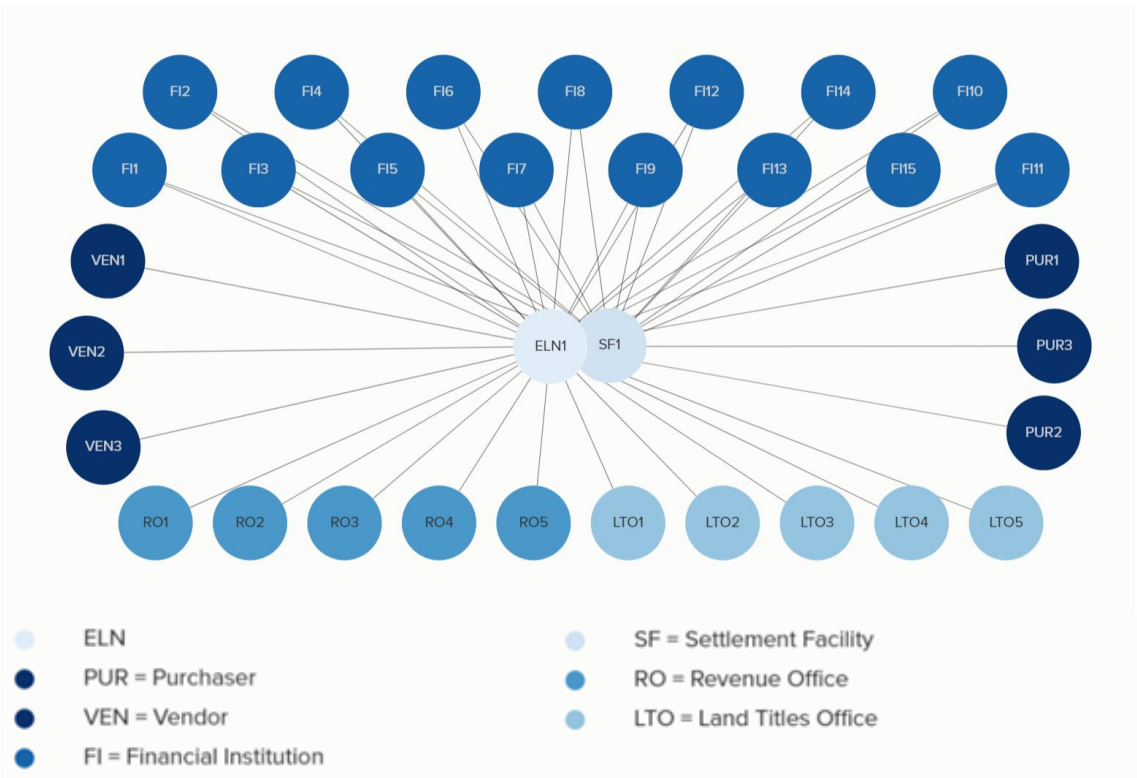 FI2 FI4 FI6 FI8 FI12 FI14 FI10
FI1 FI3 FI5 FI7 FI9 FI13 FI15 FI11
VEN1 PUR1
VEN2 ELN1 SF1 PUR3
VEN3 PUR2
RO1 RO2 RO3 RO4 RO5 LTO1 LTO2 LTO3 LTO4 LTO5
ELN
PUR = Purchaser
VEN = Vendor
FI = Financial Institution
SF = Settlement Facility
RO = Revenue Office
LTO = Land Titles Office